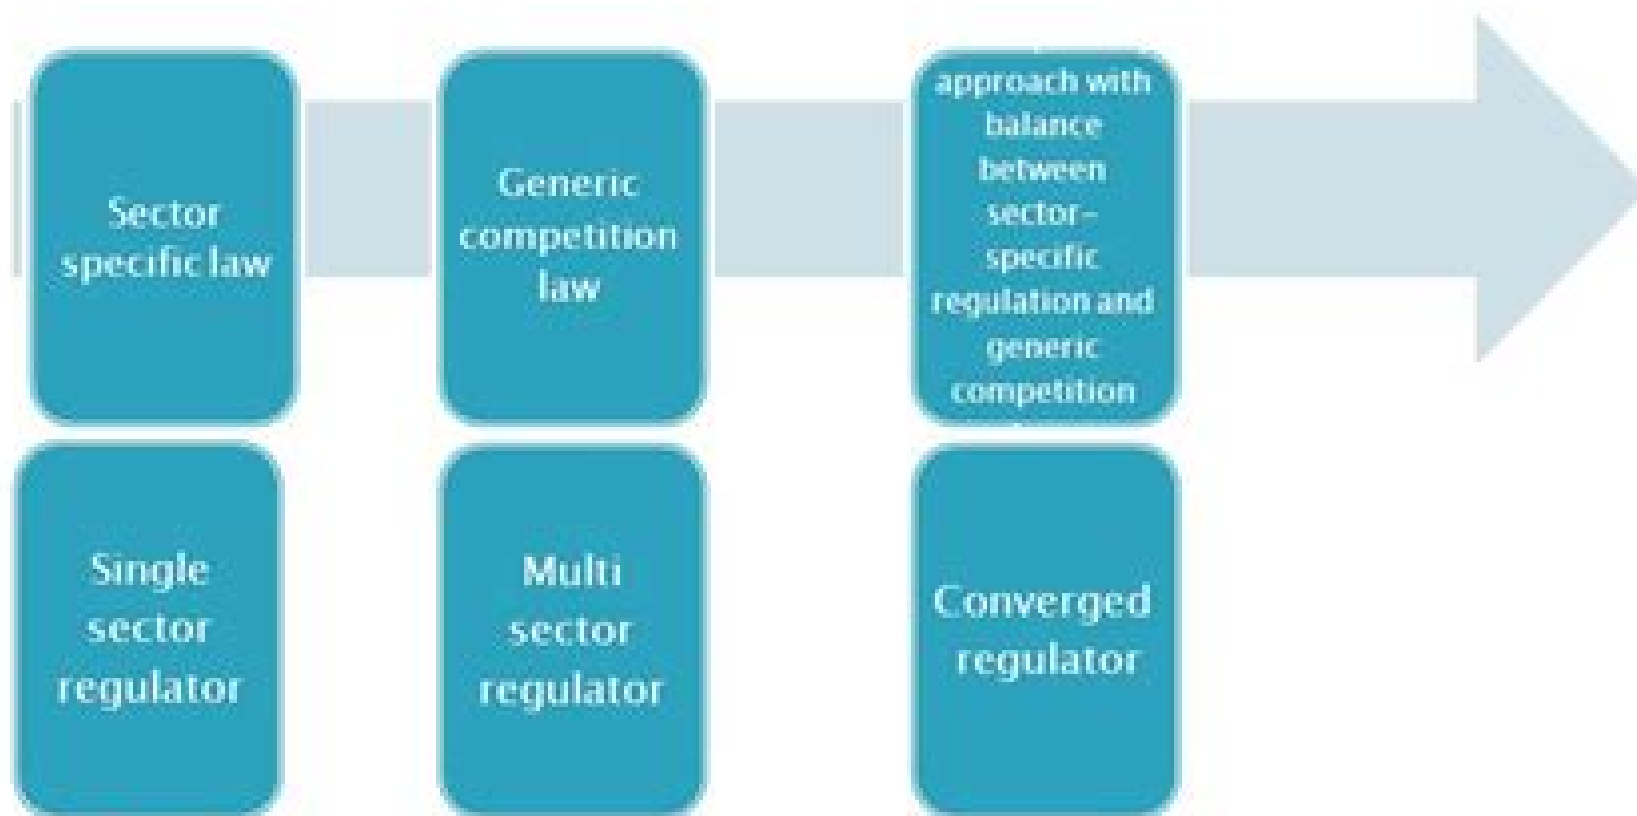 Sector
specific law
Generic
competition
law
approach with
balance
between
sector–
specific
regulation and
generic
competition
Single
sector
regulator
Multi
sector
regulator
Converged
regulator